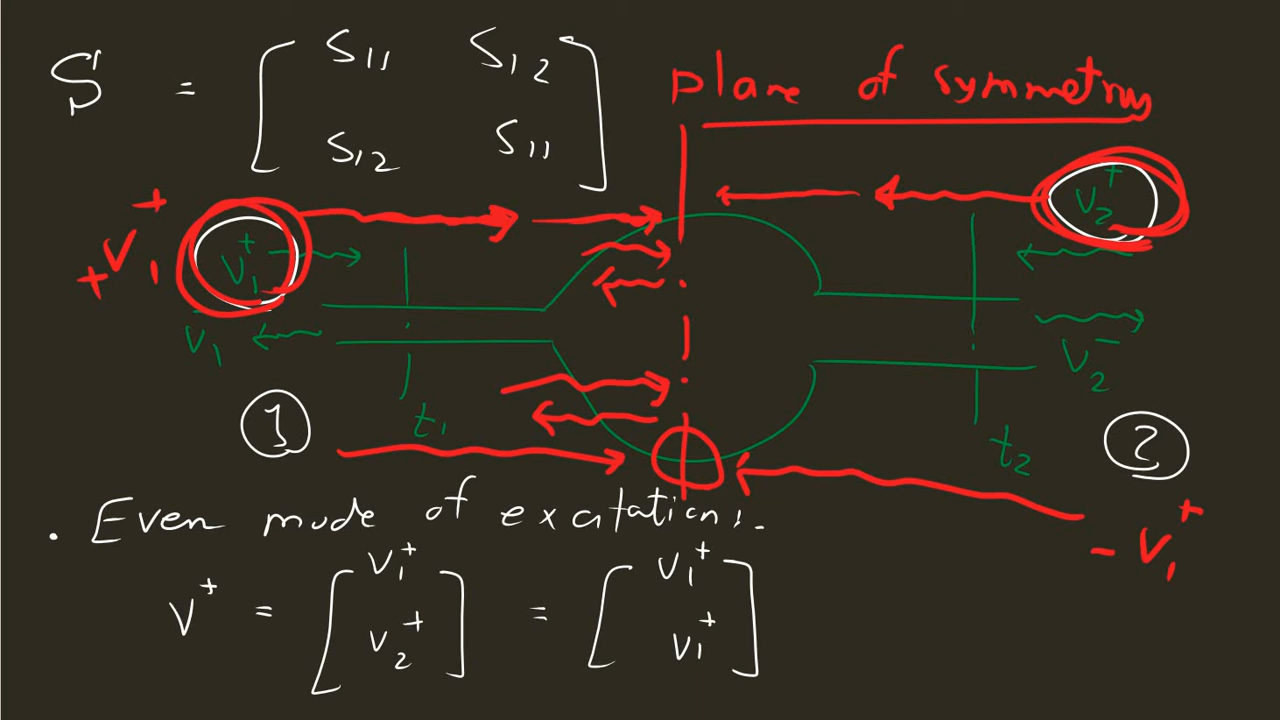 S = [ S11 S12
S12 S11 ]
plane of symmetry
+V1+
V1+
V2+
V1-
V2-
t1
t2
1
2
-V1+
. Even mode of excitation:-
V+ = [ V1+ V2+ ] = [ V1+ V1+ ]